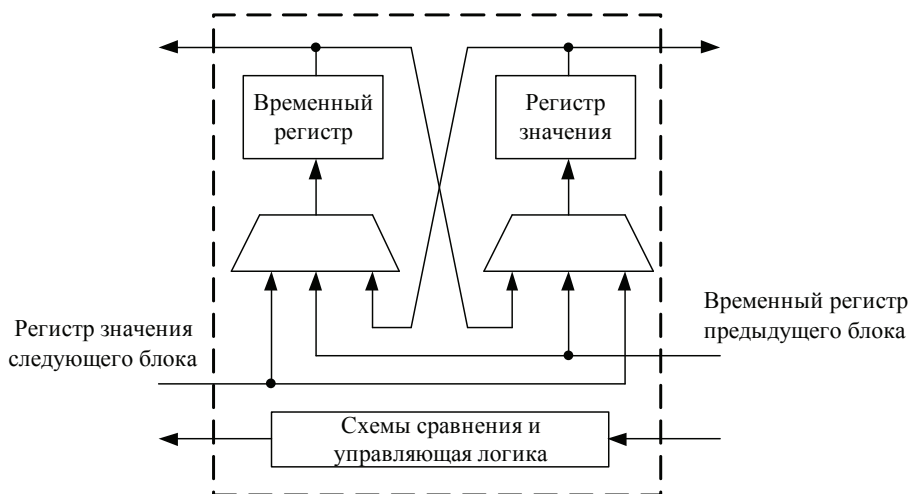 Временный
регистр
Регистр
значения
Регистр значения
следующего блока
Временный регистр
предыдущего блока
Схемы сравнения и
управляющая логика